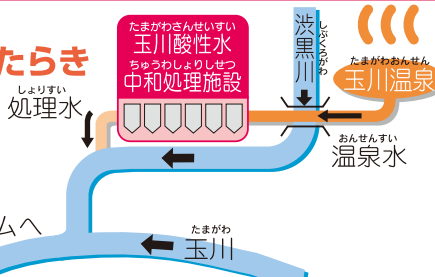 たらき
しょりすい
処理水
たまがわさんせいすい
玉川酸性水
ちゅうわしょりしせつ
中和処理施設
しぶくろがわ
渋黒川
たまがわおんせん
玉川温泉
おんせんすい
温泉水
ムへ
たまがわ
玉川